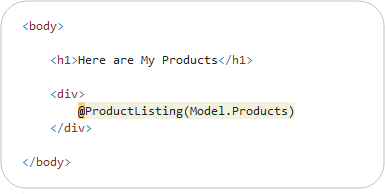 <body>
<h1>Here are My Products</h1>
<div>
@ProductListing(Model.Products)
</div>
</body>